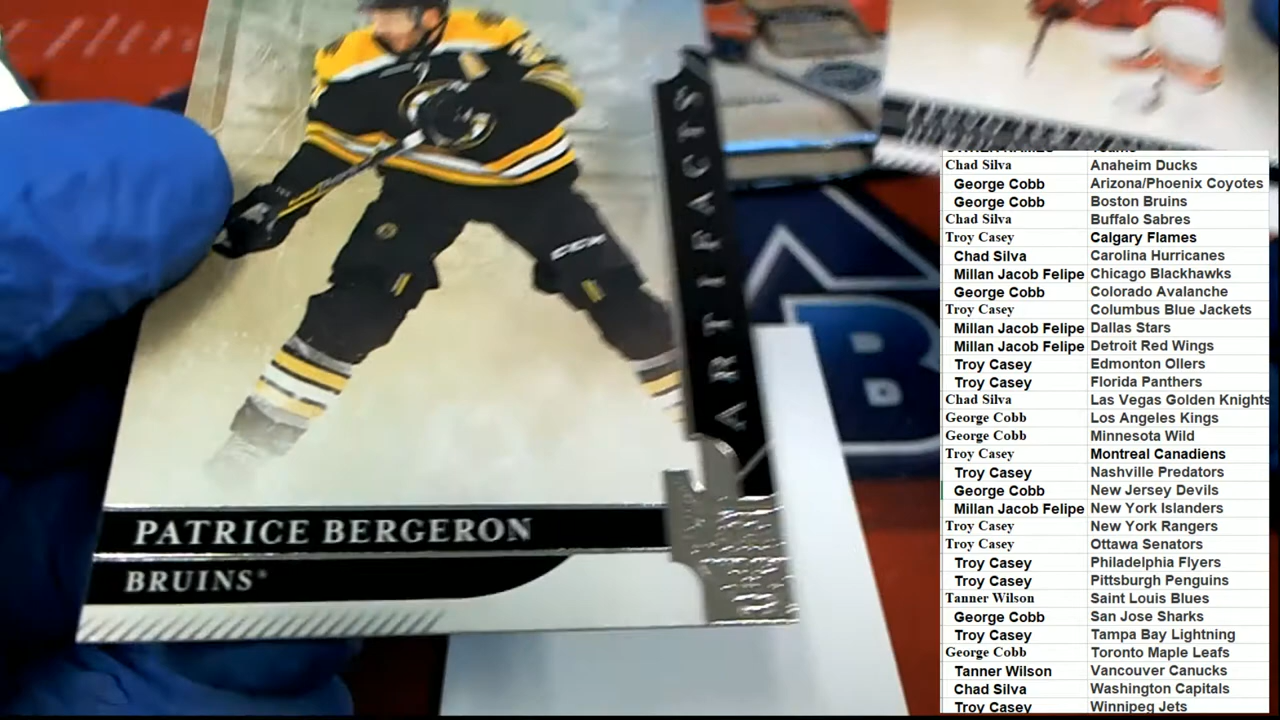 ARTIFACTS
CCM
PATRICE BERGERON
BRUINS
B
Chad Silva Anaheim Ducks
George Cobb Arizona/Phoenix Coyotes
George Cobb Boston Bruins
Chad Silva Buffalo Sabres
Troy Casey Calgary Flames
Chad Silva Carolina Hurricanes
Millan Jacob Felipe Chicago Blackhawks
George Cobb Colorado Avalanche
Troy Casey Columbus Blue Jackets
Millan Jacob Felipe Dallas Stars
Millan Jacob Felipe Detroit Red Wings
Troy Casey Edmonton Ollers
Troy Casey Florida Panthers
Chad Silva Las Vegas Golden Knights
George Cobb Los Angeles Kings
George Cobb Minnesota Wild
Troy Casey Montreal Canadiens
Troy Casey Nashville Predators
George Cobb New Jersey Devils
Millan Jacob Felipe New York Islanders
Troy Casey New York Rangers
Troy Casey Ottawa Senators
Troy Casey Philadelphia Flyers
Troy Casey Pittsburgh Penguins
Tanner Wilson Saint Louis Blues
George Cobb San Jose Sharks
Troy Casey Tampa Bay Lightning
George Cobb Toronto Maple Leafs
Tanner Wilson Vancouver Canucks
Chad Silva Washington Capitals
Troy Casey Winnipeg Jets